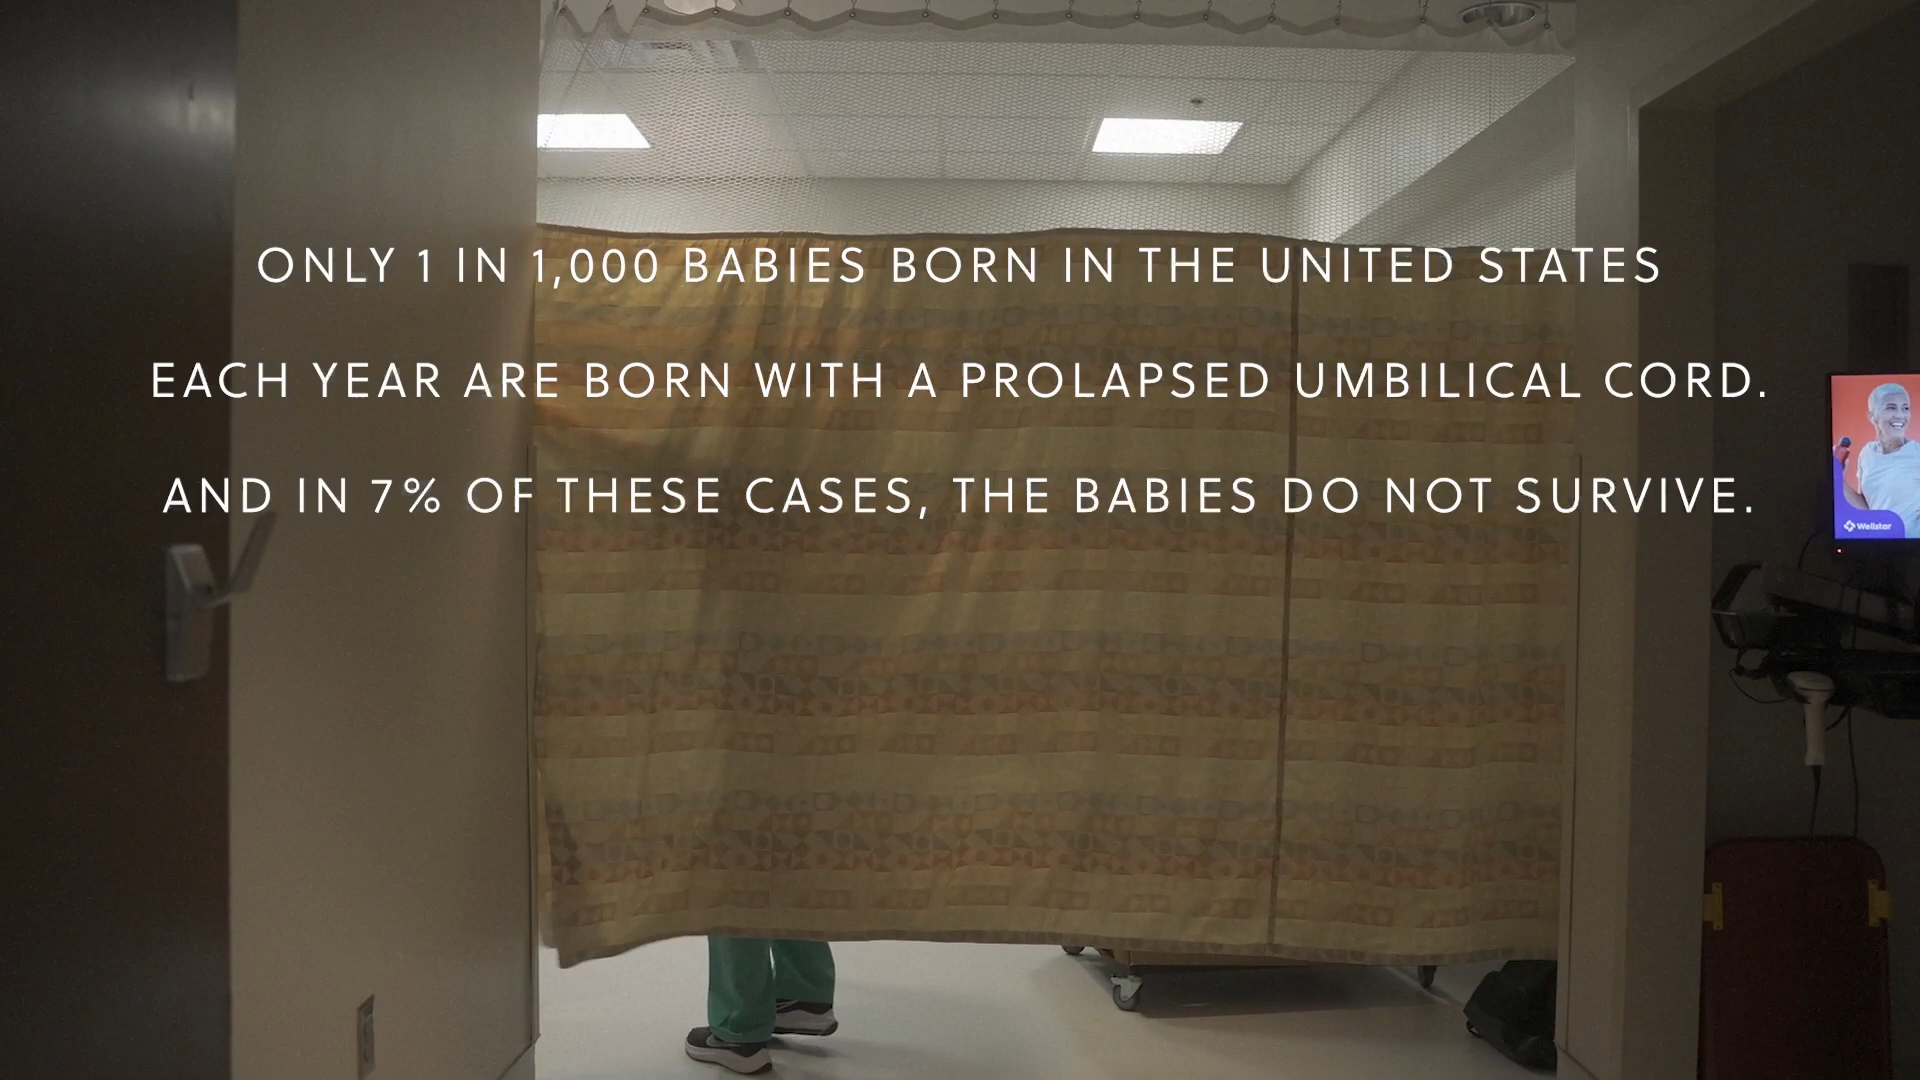 ONLY 1 IN 1,000 BABIES BORN IN THE UNITED STATES
EACH YEAR ARE BORN WITH A PROLAPSED UMBILICAL CORD.
AND IN 7% OF THESE CASES, THE BABIES DO NOT SURVIVE.
Wellstar